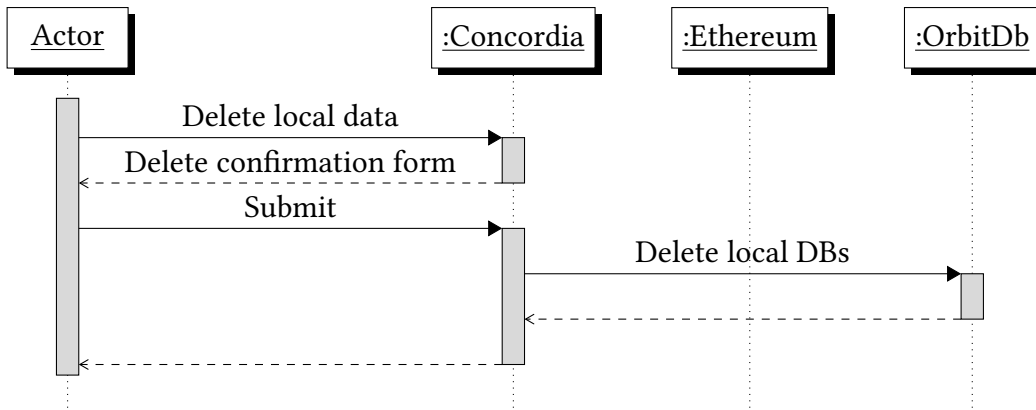 Actor
:Concordia
:Ethereum
:OrbitDb
Delete local data
Delete confirmation form
Submit
Delete local DBs